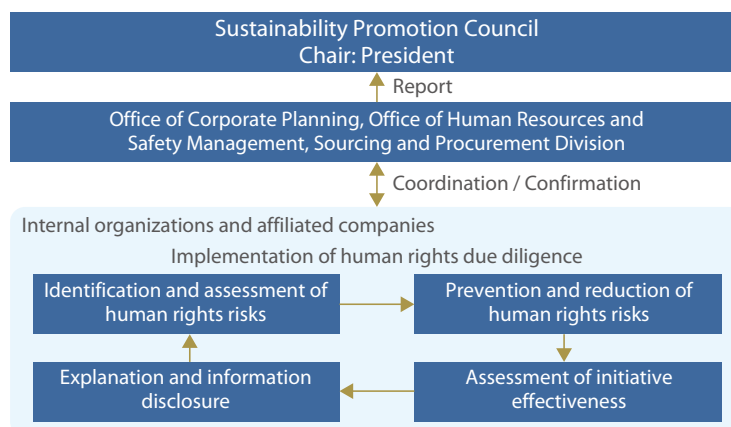 Sustainability Promotion Council
Chair: President
Report
Office of Corporate Planning, Office of Human Resources and
Safety Management, Sourcing and Procurement Division
Coordination / Confirmation
Internal organizations and affiliated companies
Implementation of human rights due diligence
Identification and assessment of
human rights risks
Prevention and reduction of
human rights risks
Explanation and information
disclosure
Assessment of initiative
effectiveness